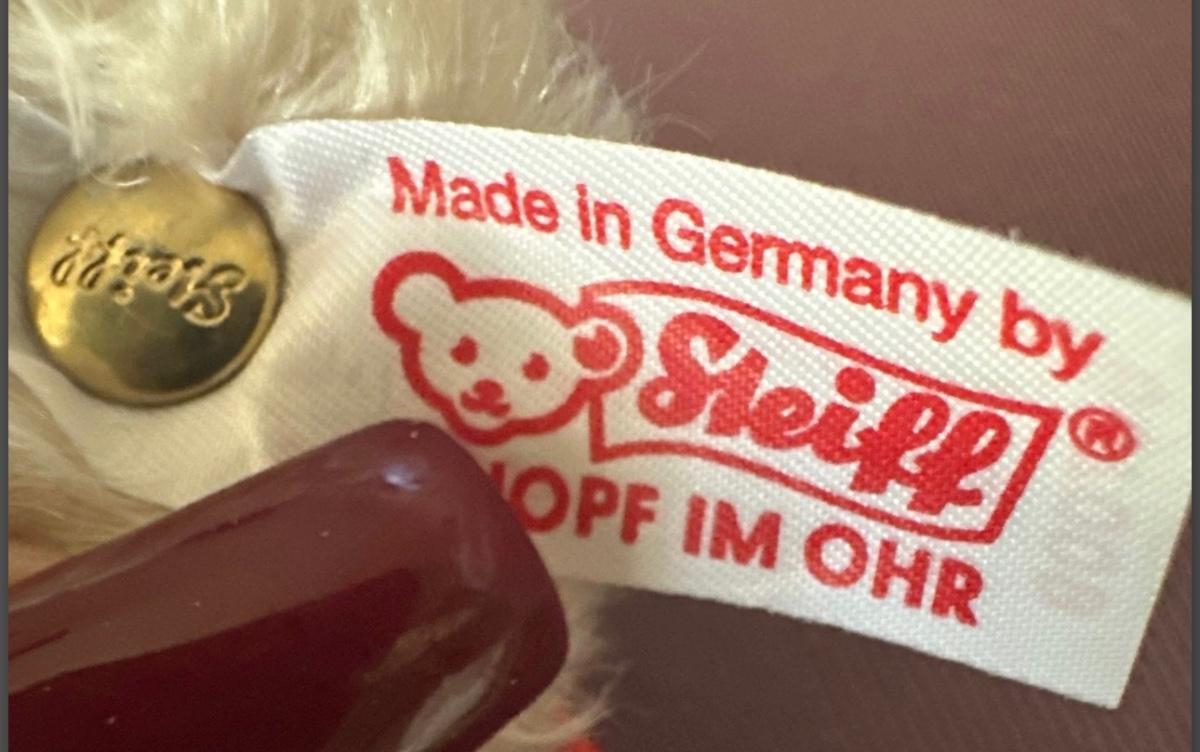 Steiff
Made in Germany by
Steiff®
NOPF IM OHR